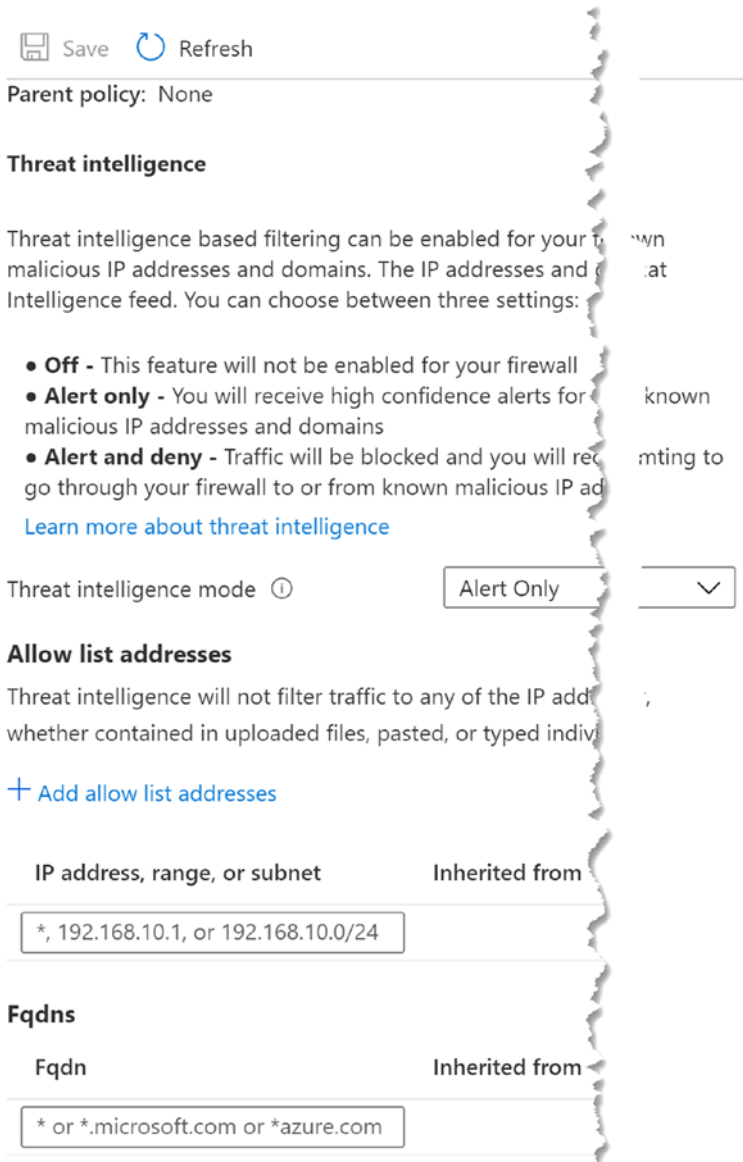 Save Refresh
Parent policy: None
Threat intelligence
Threat intelligence based filtering can be enabled for your
malicious IP addresses and domains. The IP addresses and
Intelligence feed. You can choose between three settings:
• Off - This feature will not be enabled for your firewall
• Alert only - You will receive high confidence alerts for known
malicious IP addresses and domains
• Alert and deny - Traffic will be blocked and you will to
go through your firewall to or from known malicious IP
Learn more about threat intelligence
Threat intelligence mode Alert Only
Allow list addresses
Threat intelligence will not filter traffic to any of the IP
whether contained in uploaded files, pasted, or typed
+ Add allow list addresses
IP address, range, or subnet Inherited from
*, 192.168.10.1, or 192.168.10.0/24
Fqdns
Fqdn Inherited from
* or *.microsoft.com or *azure.com